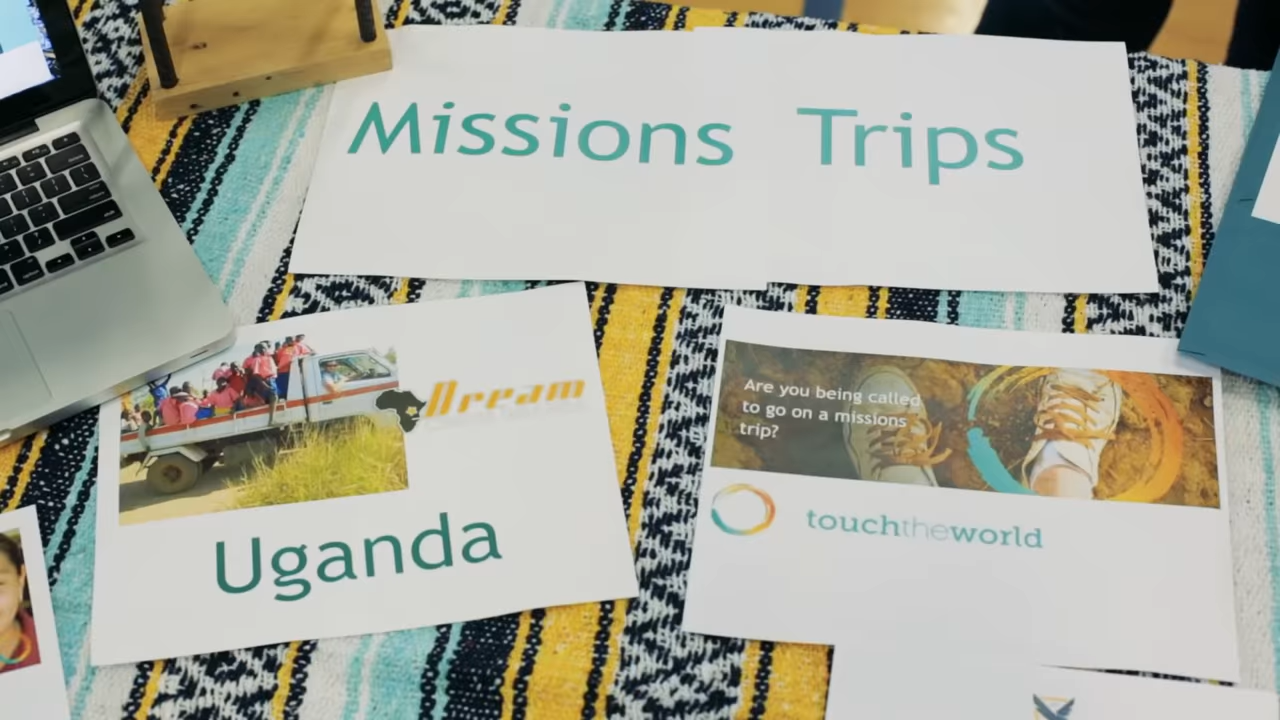 Missions Trips
Dream
Uganda
Are you being called
to go on a missions
trip?
touchtheworld